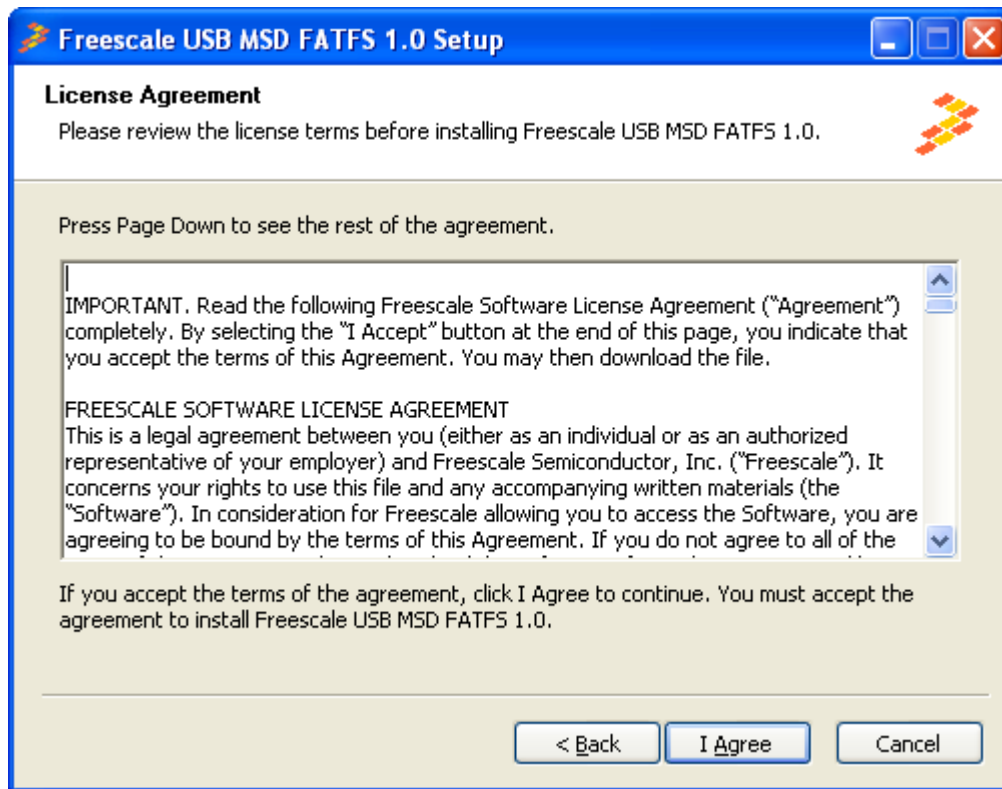 Freescale USB MSD FATFS 1.0 Setup
License Agreement
Please review the license terms before installing Freescale USB MSD FATFS 1.0.
Press Page Down to see the rest of the agreement.
IMPORTANT. Read the following Freescale Software License Agreement (“Agreement”)
completely. By selecting the “I Accept” button at the end of this page, you indicate that
you accept the terms of this Agreement. You may then download the file.
FREESCALE SOFTWARE LICENSE AGREEMENT
This is a legal agreement between you (either as an individual or as an authorized
representative of your employer) and Freescale Semiconductor, Inc. (“Freescale”). It
concerns your rights to use this file and any accompanying written materials (the
“Software”). In consideration for Freescale allowing you to access the Software, you are
agreeing to be bound by the terms of this Agreement. If you do not agree to all of the
If you accept the terms of the agreement, click I Agree to continue. You must accept the
agreement to install Freescale USB MSD FATFS 1.0.
< Back
I Agree
Cancel